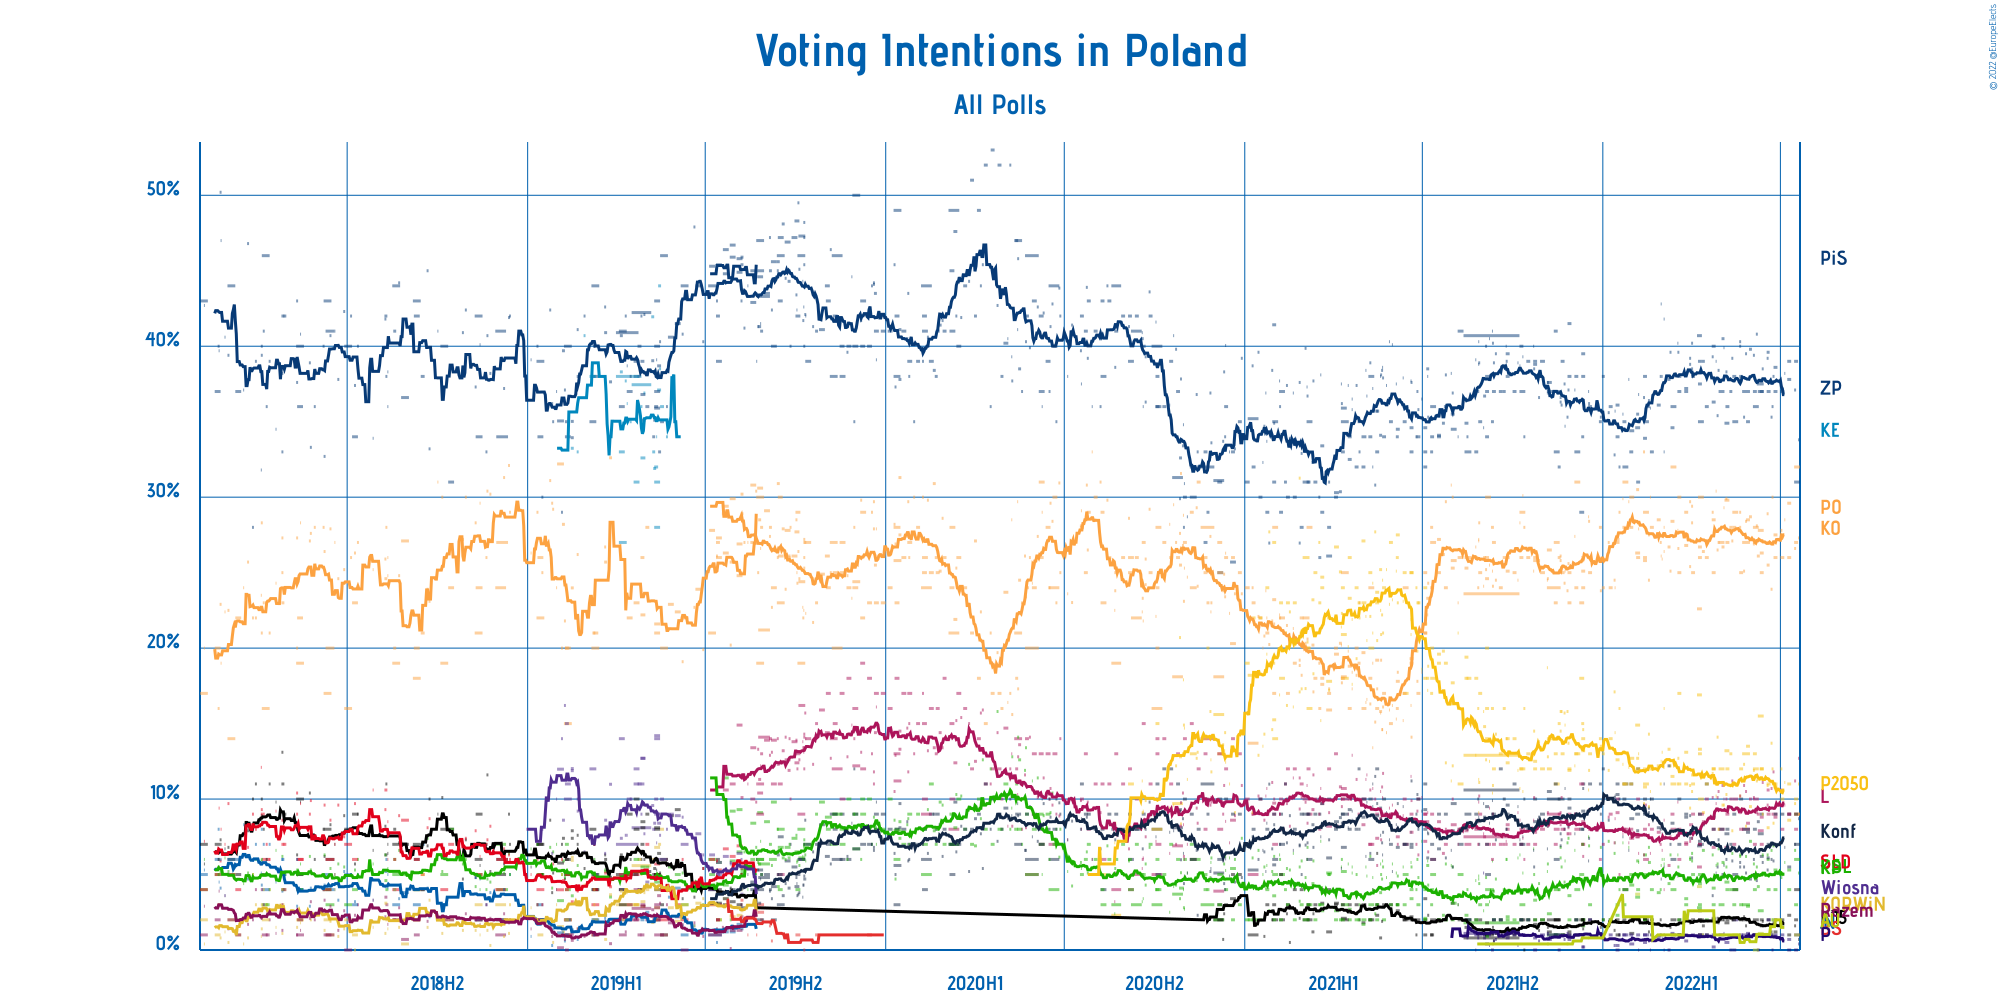 Voting Intentions in Poland
All Polls
© 2022 @EuropeElects
50%
40%
30%
20%
10%
0%
PiS
ZP
KE
PO
KO
P2050
L
Konf
SLD
Wiosna
KORWiN
Razem
2018H2
2019H1
2019H2
2020H1
2020H2
2021H1
2021H2
2022H1